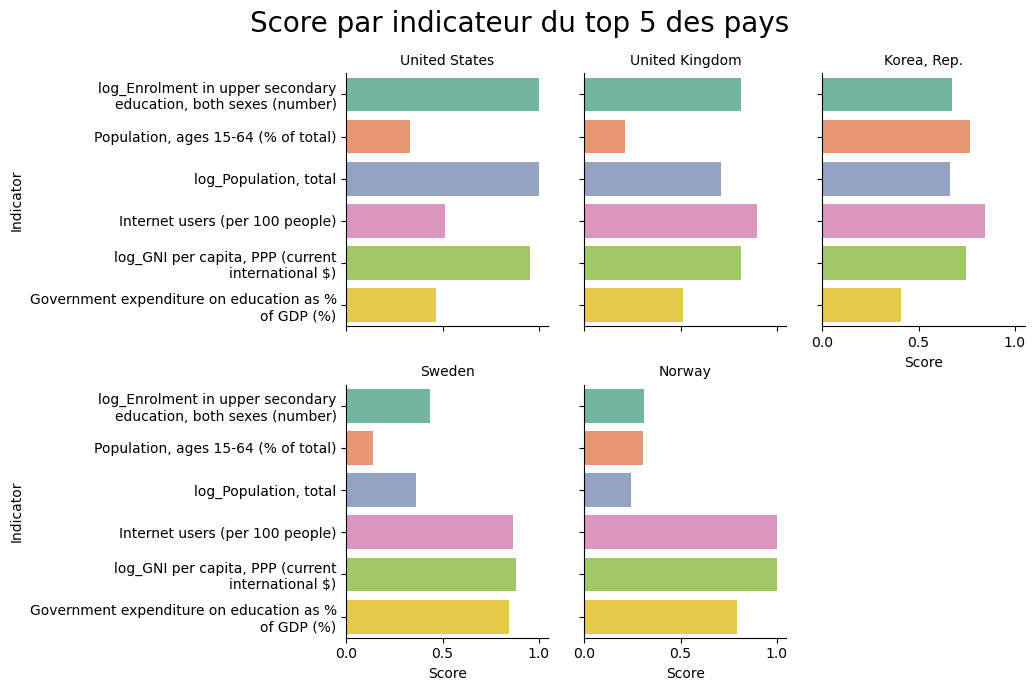 Score par indicateur du top 5 des pays
United States
United Kingdom
Korea, Rep.
Indicator
log_Enrolment in upper secondary
education, both sexes (number)
Population, ages 15-64 (% of total)
log_Population, total
Internet users (per 100 people)
log_GNI per capita, PPP (current
international $)
Government expenditure on education as %
of GDP (%)
0.0 0.5 1.0
Score
Sweden
Norway
Indicator
log_Enrolment in upper secondary
education, both sexes (number)
Population, ages 15-64 (% of total)
log_Population, total
Internet users (per 100 people)
log_GNI per capita, PPP (current
international $)
Government expenditure on education as %
of GDP (%)
0.0 0.5 1.0
Score
0.0 0.5 1.0
Score